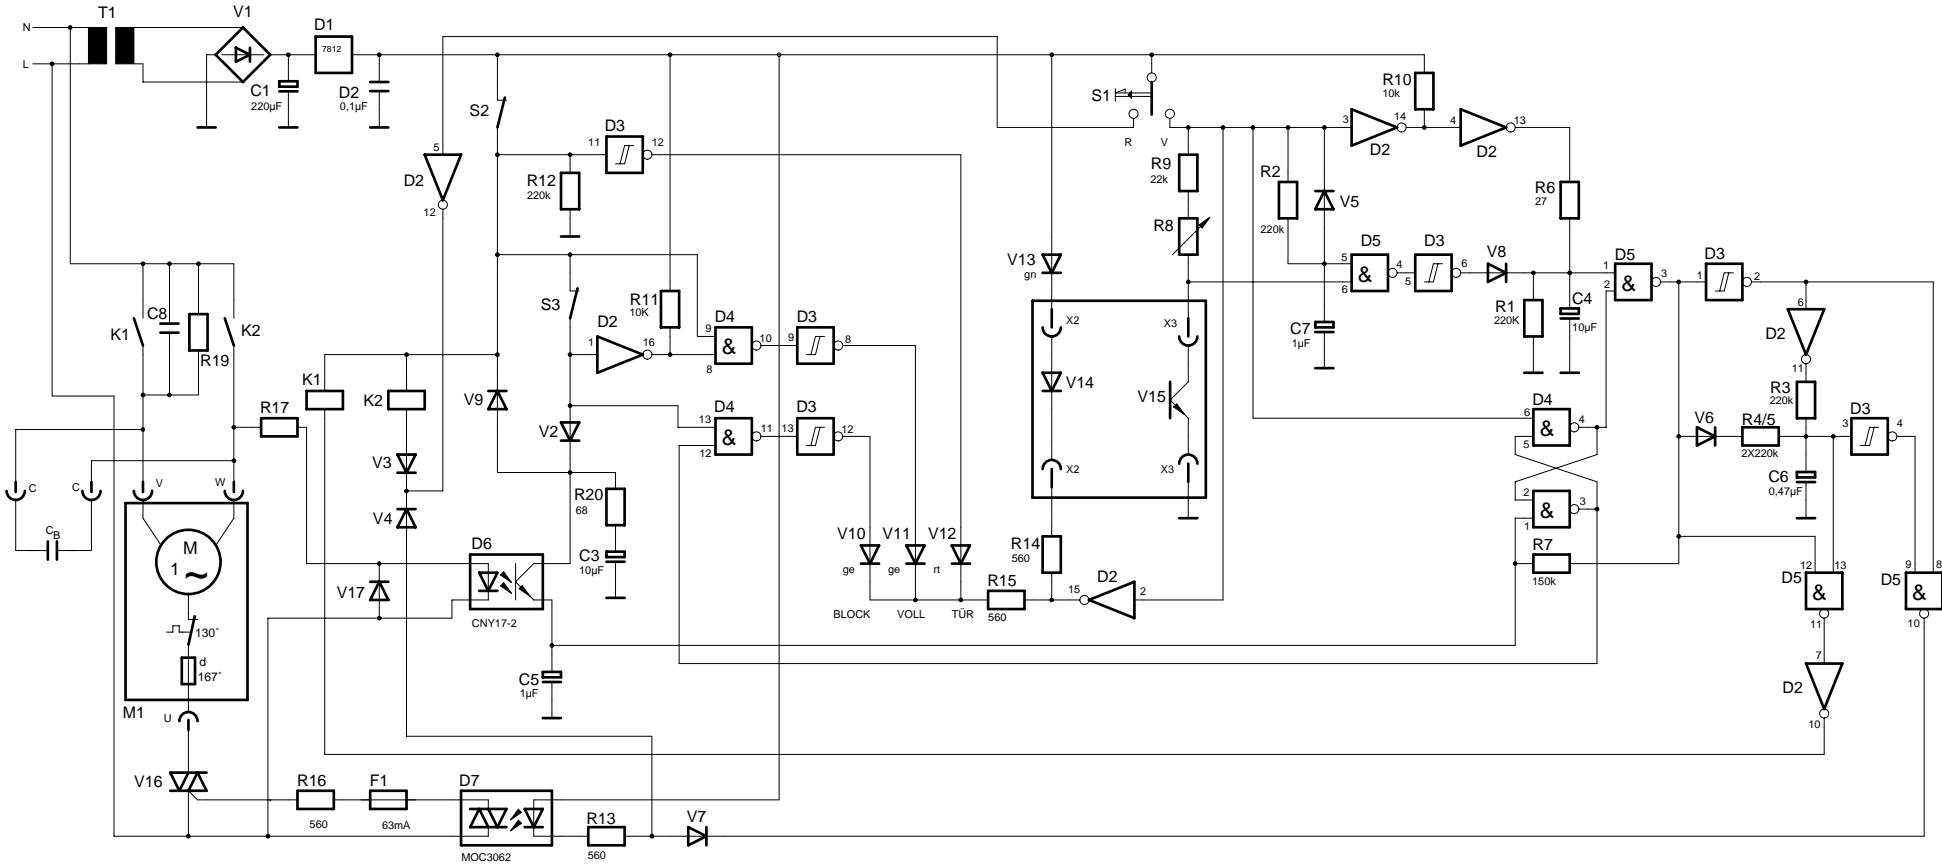 N
T1
V1
D1
7812
L
C1
220µF
D2
0,1µF
S2
S1
R
V
R10
10k
3
14
D2
4
13
D2
5
D2
12
11
D3
12
R12
220k
R9
22k
R8
R2
220k
V5
R6
27
V13
gn
D5
5
6
&
4
D3
5
6
V8
D5
1
2
&
3
D3
1
2
K1
C8
R19
K2
S3
R11
10K
D2
1
16
D4
9
8
&
10
D3
9
8
X2
X3
C7
1µF
R1
220K
C4
10µF
6
D2
11
K1
K2
V9
V14
V15
R3
220k
R17
V2
D4
13
12
&
11
D3
13
12
D4
6
5
&
4
V6
R4/5
2X220k
D3
3
4
V3
X2
X3
C6
0,47µF
C
C
V
W
V4
R20
68
2
1
&
3
C3
10µF
CB
M
1
~
D6
CNY17-2
V10
ge
V11
ge
V12
rt
R14
560
R7
150k
V17
R15
560
15
D2
2
12
13
D5
&
11
9
8
D5
&
10
BLOCK
VOLL
TÜR
130°
d
167°
M1
U
C5
1µF
7
D2
10
V16
R16
560
F1
63mA
D7
MOC3062
R13
560
V7